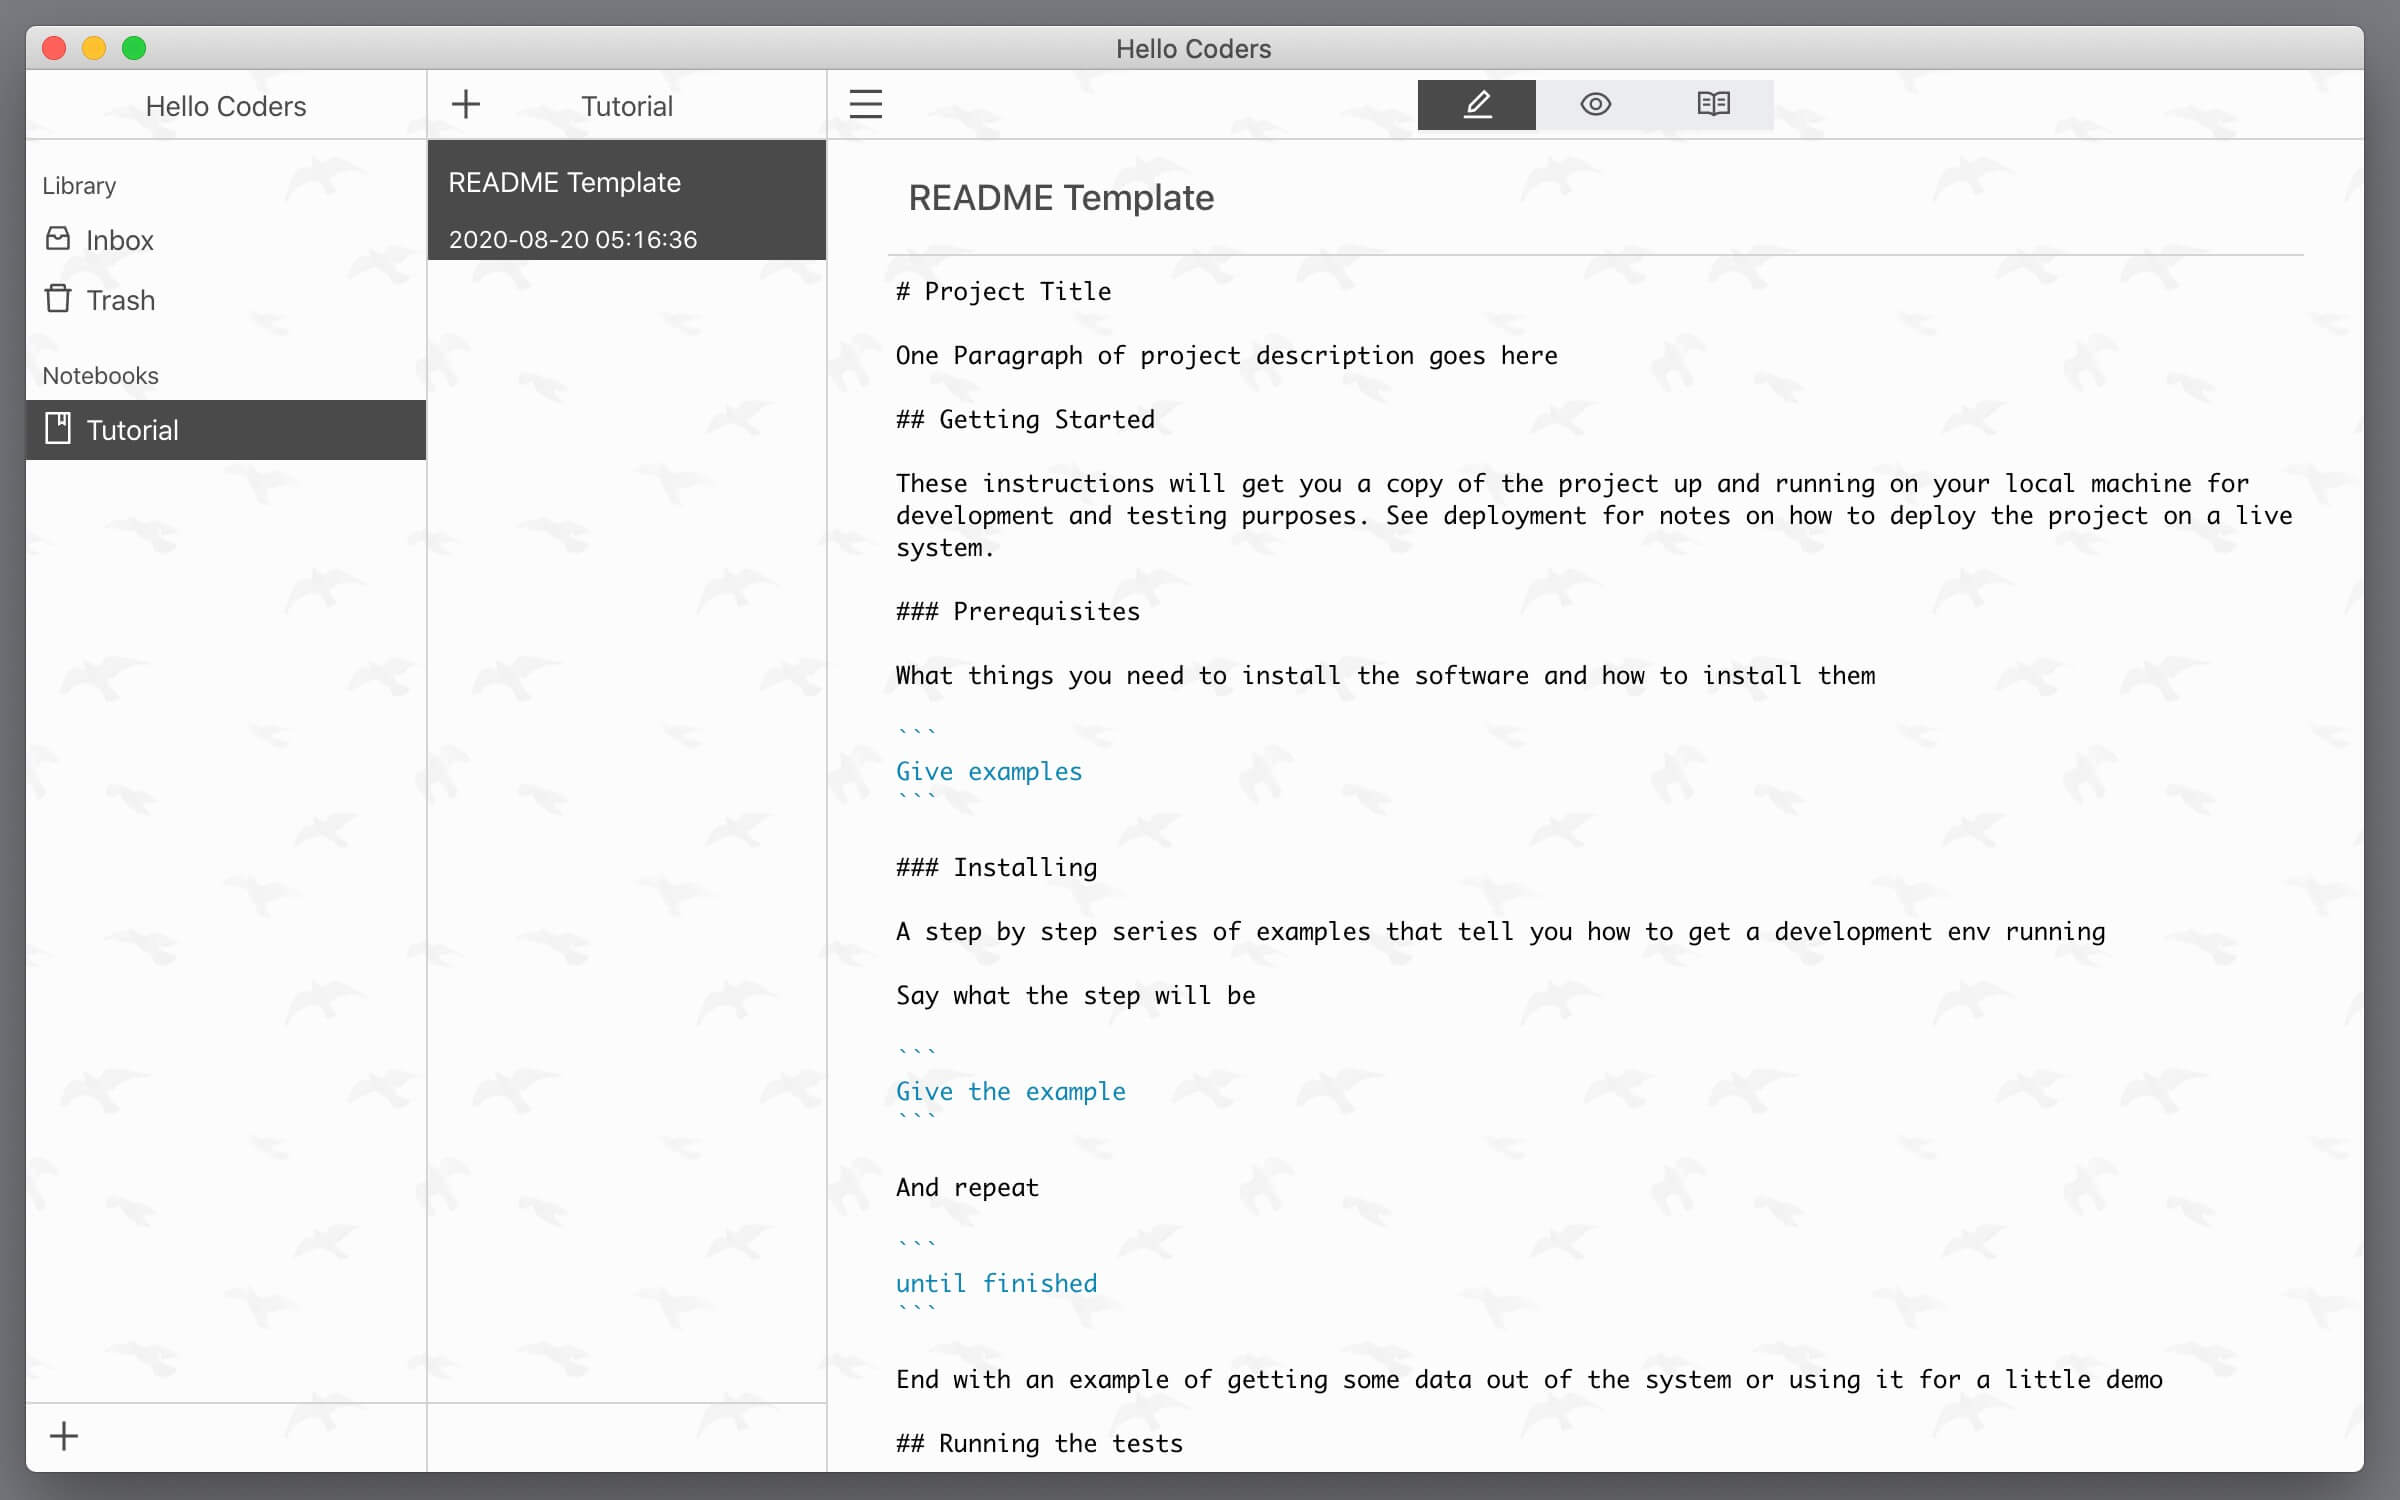 Hello Coders
Hello Coders
Library
Inbox
Trash
Notebooks
Tutorial
Tutorial
README Template
2020-08-20 05:16:36
README Template
# Project Title
One Paragraph of project description goes here
## Getting Started
These instructions will get you a copy of the project up and running on your local machine for
development and testing purposes. See deployment for notes on how to deploy the project on a live
system.
### Prerequisites
What things you need to install the software and how to install them
```
Give examples
```
### Installing
A step by step series of examples that tell you how to get a development env running
Say what the step will be
```
Give the example
```
And repeat
```
until finished
```
End with an example of getting some data out of the system or using it for a little demo
## Running the tests